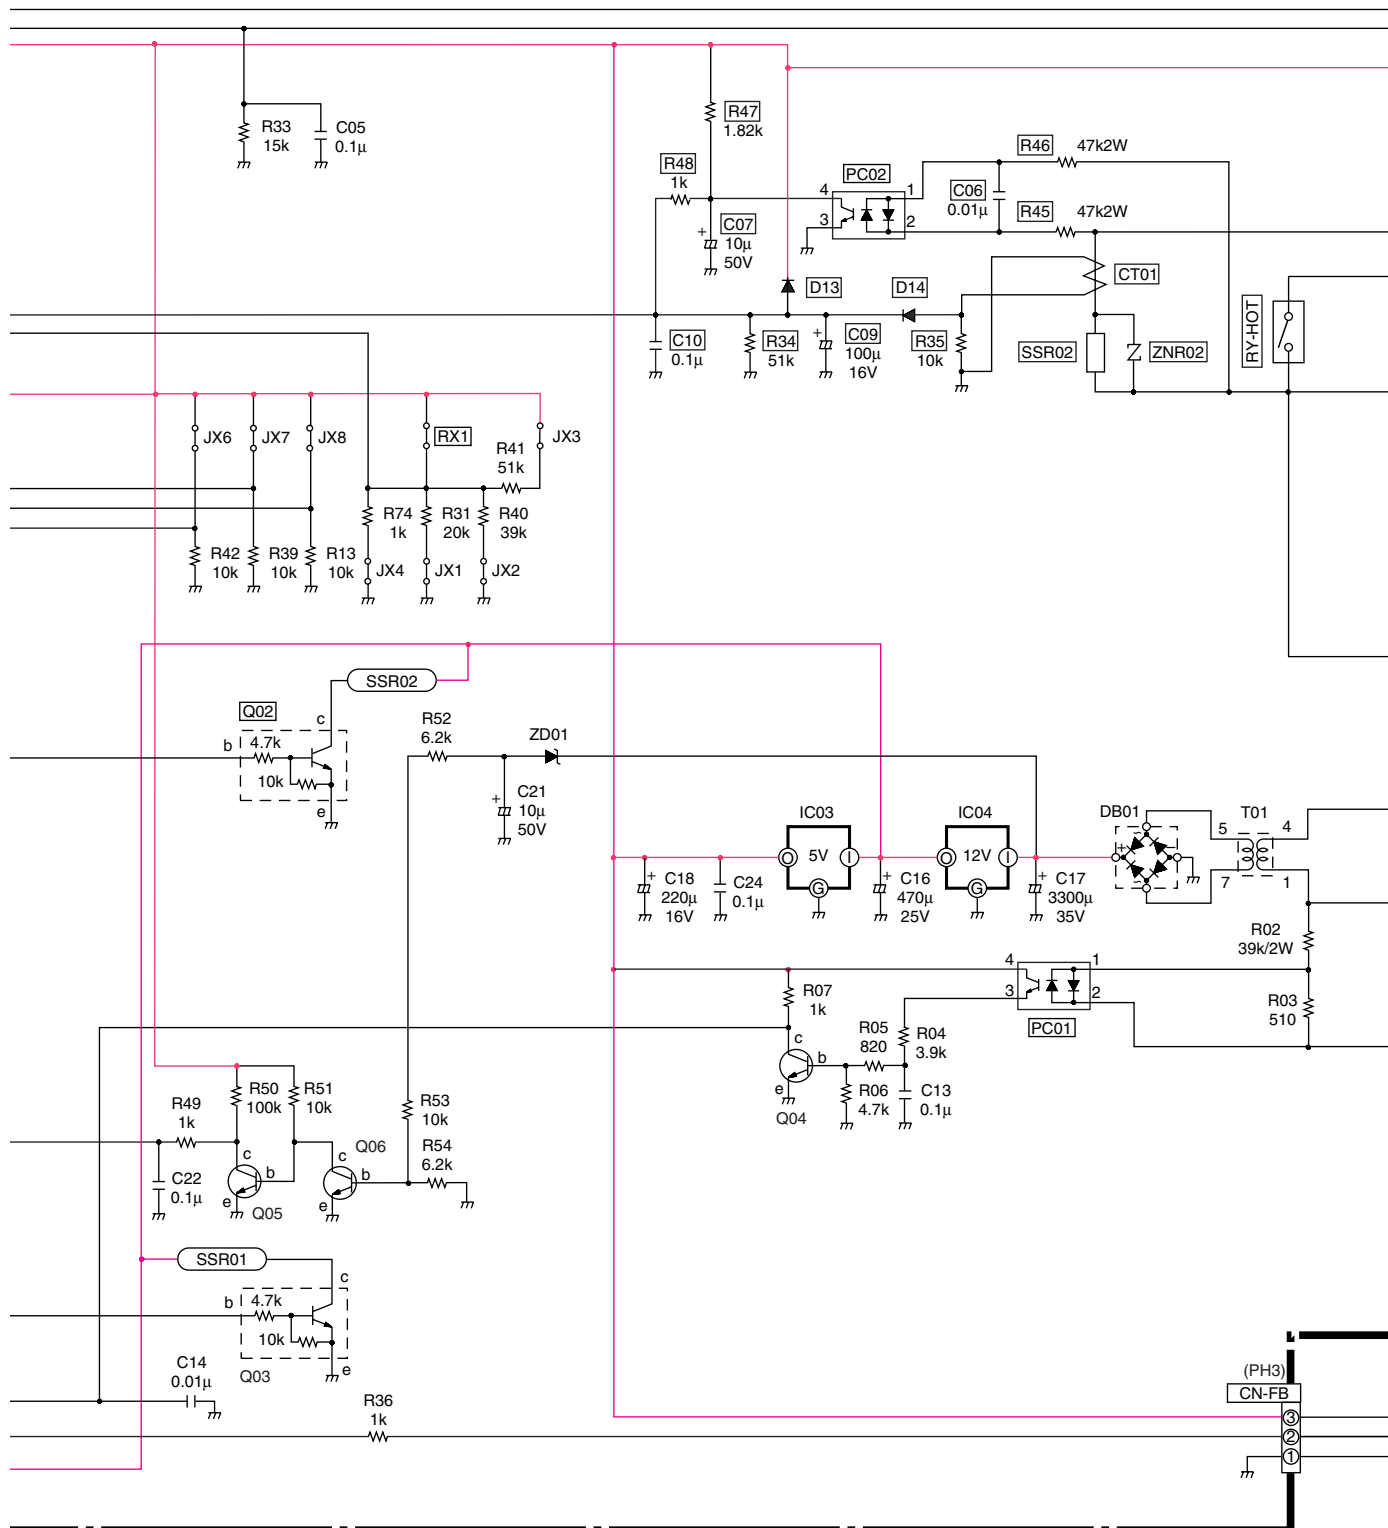 R33
15k
C05
0.1µ
R47
1.82k
R48
1k
PC02
4
1
3
2
C07
+
10µ
50V
R46
47k2W
C06
0.01µ
R45
47k2W
CT01
D13
D14
C10
0.1µ
R34
51k
+
C09
100µ
16V
R35
10k
SSR02
ZNR02
RY-HOT
JX6
JX7
JX8
RX1
R41
51k
JX3
R74
1k
R31
20k
R40
39k
R42
10k
R39
10k
R13
10k
JX4
JX1
JX2
SSR02
Q02
c
b
4.7k
10k
e
R52
6.2k
ZD01
+
C21
10µ
50V
IC03
O
5V
I
G
IC04
O
12V
I
G
DB01
+
~
~
-
T01
5
4
7
1
+
C18
220µ
16V
C24
0.1µ
+
C16
470µ
25V
+
C17
3300µ
35V
R02
39k/2W
4
1
3
2
PC01
R03
510
R07
1k
c
b
e
Q04
R05
820
R04
3.9k
R06
4.7k
C13
0.1µ
R50
100k
R51
10k
R49
1k
R53
10k
R54
6.2k
C22
0.1µ
c
b
e
Q05
Q06
c
b
e
SSR01
c
b
4.7k
10k
e
Q03
C14
0.01µ
R36
1k
(PH3)
CN-FB
3
2
1